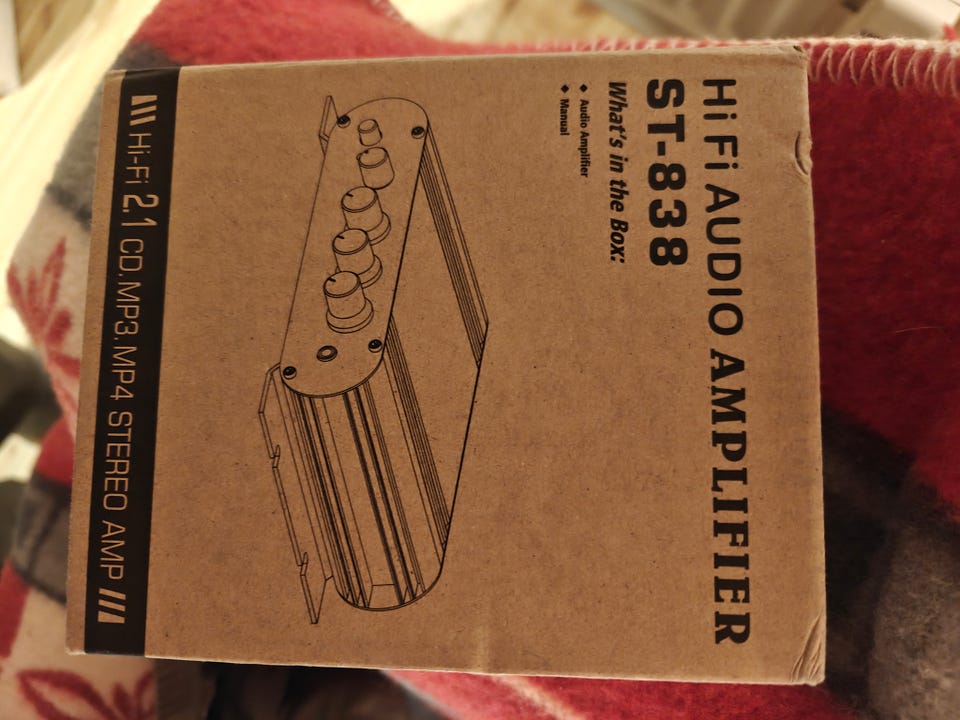 Hi Fi AUDIO AMPLIFIER
ST-838
What's in the Box:
◆ Audio Amplifier
◆ Manual
Hi-Fi 2.1 CD. MP3. MP4 STEREO AMP